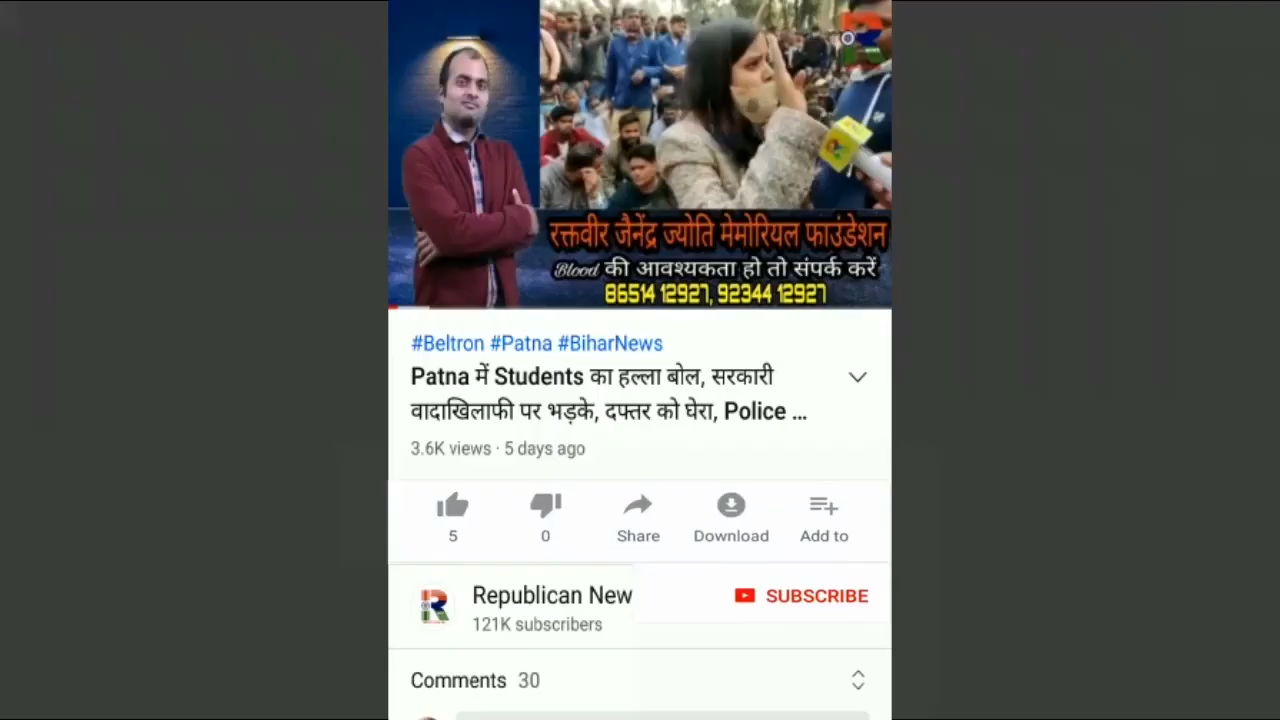 रक्तवीर जैनेंद्र ज्योति मेमोरियल फाउंडेशन
Blood की आवश्यकता हो तो संपर्क करें
86514 12927, 92344 12927
#Beltron #Patna #BiharNews
Patna में Students का हल्ला बोल, सरकारी
वादाखिलाफी पर भड़के, दफ्तर को घेरा, Police ...
3.6K views · 5 days ago
5
0
Share
Download
Add to
Republican New
SUBSCRIBE
121K subscribers
Comments 30